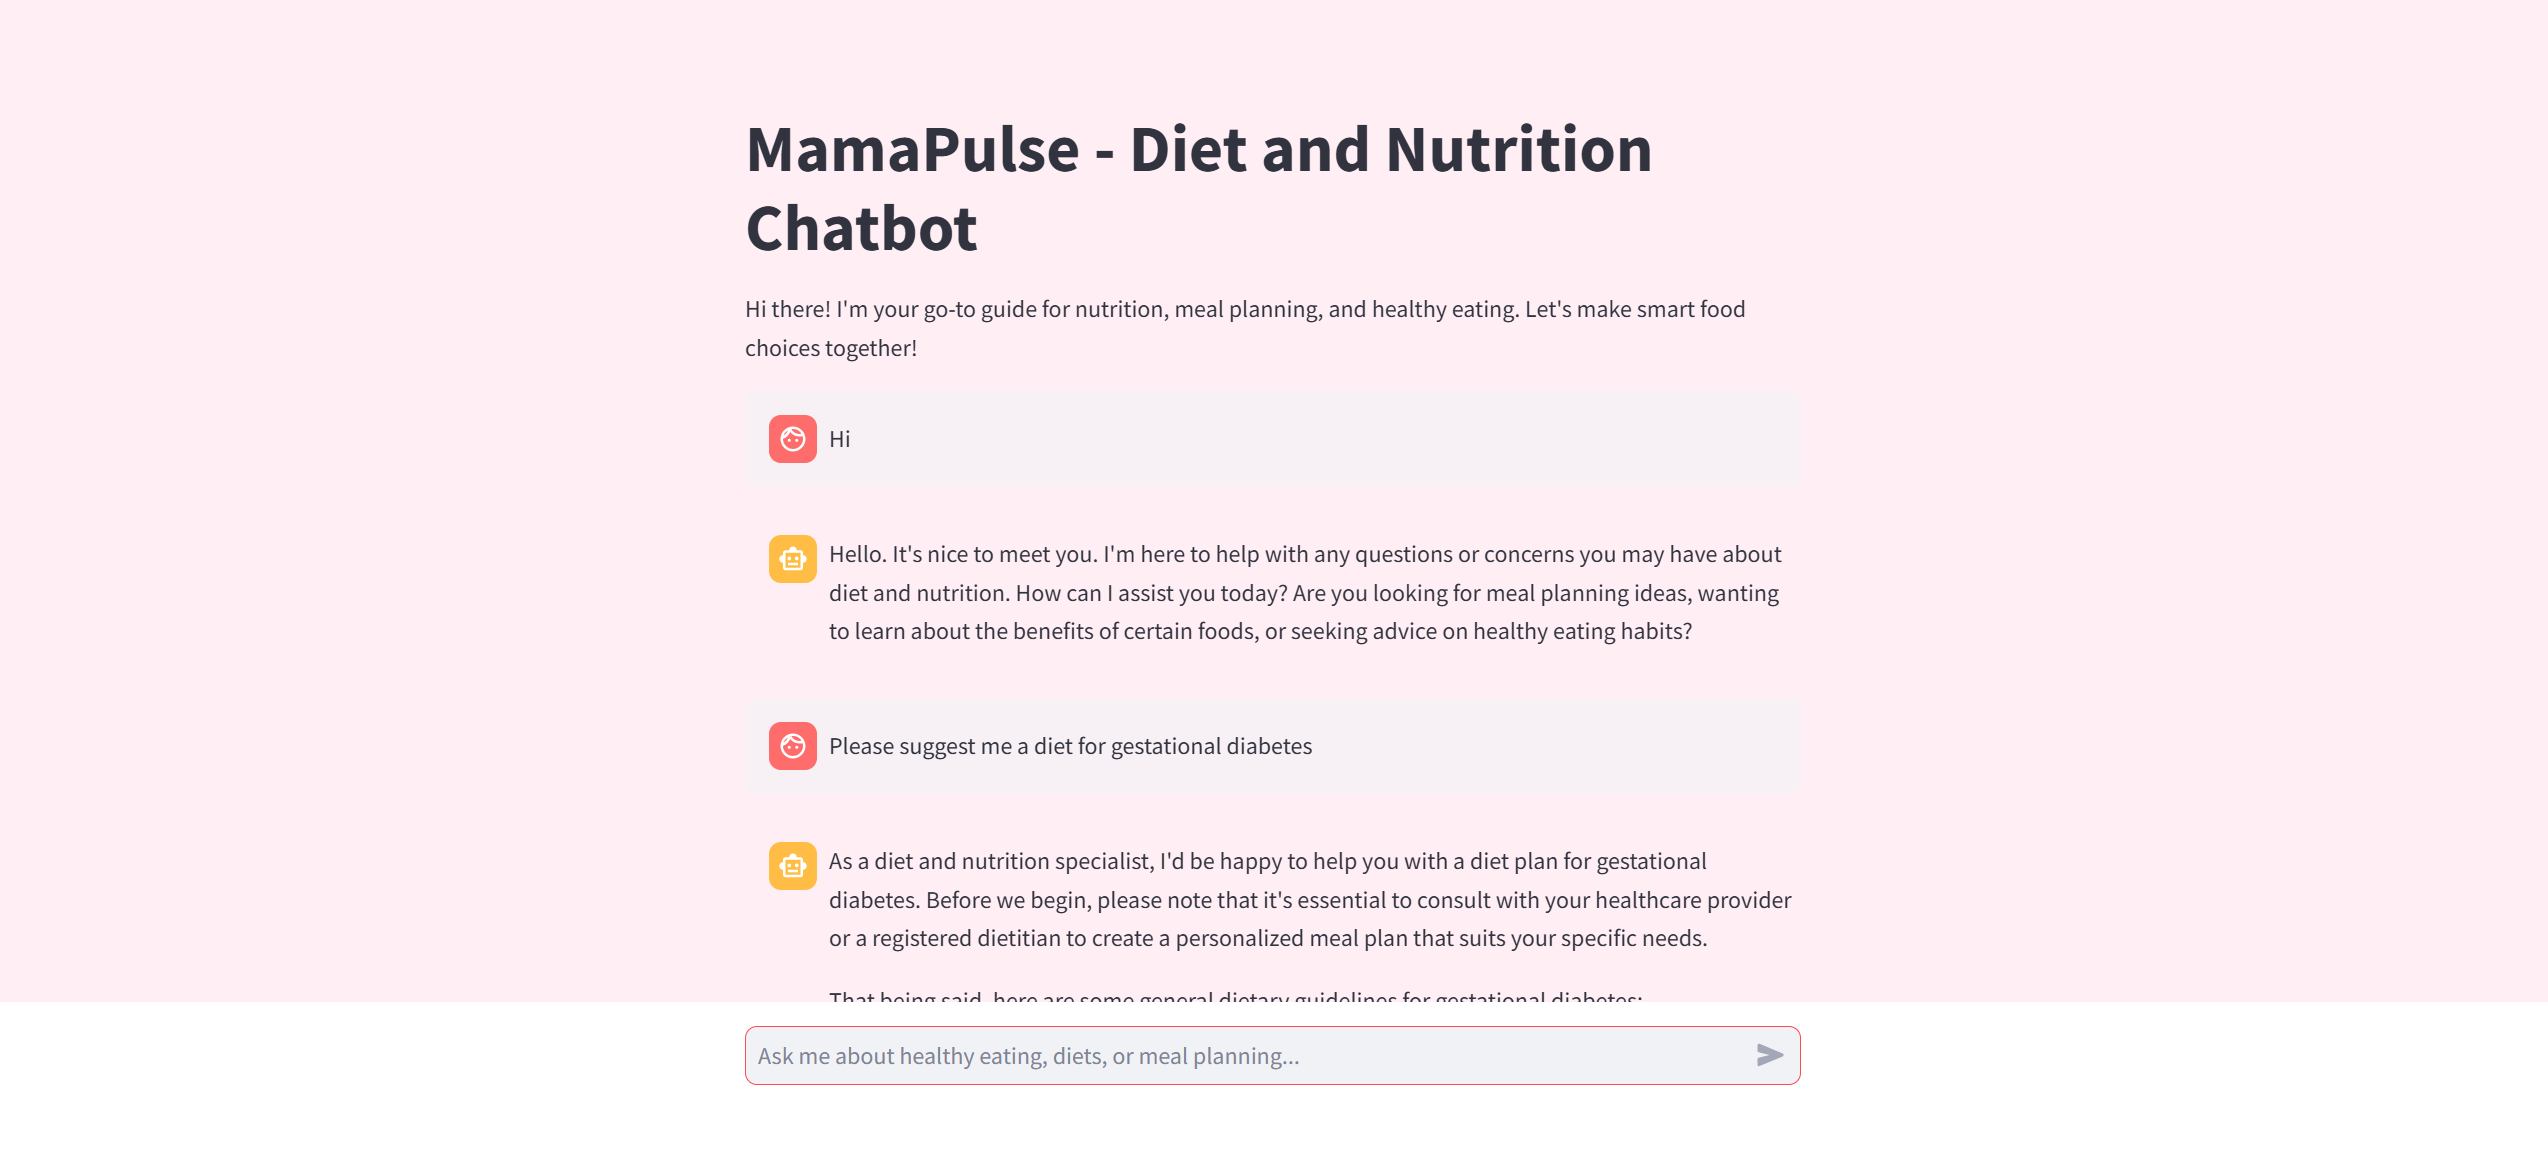 MamaPulse - Diet and Nutrition
Chatbot
Hi there! I'm your go-to guide for nutrition, meal planning, and healthy eating. Let's make smart food
choices together!
Hi
Hello. It's nice to meet you. I'm here to help with any questions or concerns you may have about
diet and nutrition. How can I assist you today? Are you looking for meal planning ideas, wanting
to learn about the benefits of certain foods, or seeking advice on healthy eating habits?
Please suggest me a diet for gestational diabetes
As a diet and nutrition specialist, I'd be happy to help you with a diet plan for gestational
diabetes. Before we begin, please note that it's essential to consult with your healthcare provider
or a registered dietitian to create a personalized meal plan that suits your specific needs.
That being said, here are some general dietary guidelines for gestational diabetes:
Ask me about healthy eating, diets, or meal planning...